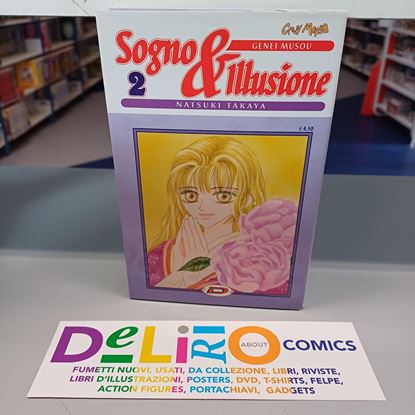 Gray Manga
Sogno
GENEI MUSOU
&
2
Illusione
NATSUKI TAKAYA
€ 4,50
D
DeLiRiO
ABOUT
COMICS
FUMETTI NUOVI, USATI, DA COLLEZIONE, LIBRI, RIVISTE,
LIBRI D'ILLUSTRAZIONI, POSTERS, DVD, T-SHIRTS, FELPE,
ACTION FIGURES, PORTACHIAVI, GADGETS